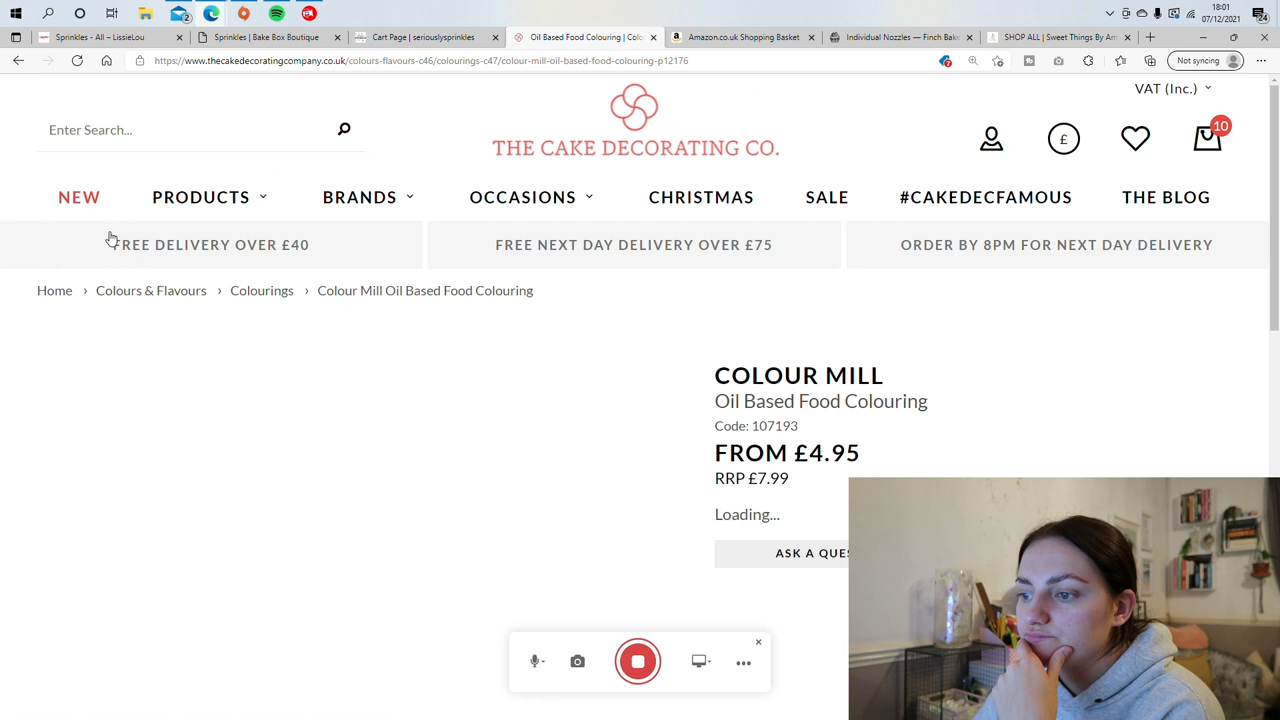 18:01
07/12/2021
24
2
Sprinkles - All – LissieLou
Sprinkles | Bake Box Boutique
Cart Page | seriouslysprinkles
Oil Based Food Colouring | Colo
Amazon.co.uk Shopping Basket
Individual Nozzles — Finch Bake
SHOP ALL | Sweet Things By Am
https://www.thecakedecoratingcompany.co.uk/colours-flavours-c46/colourings-c47/colour-mill-oil-based-food-colouring-p12176
Not syncing
VAT (Inc.)
Enter Search...
THE CAKE DECORATING CO.
£
10
NEW
PRODUCTS
BRANDS
OCCASIONS
CHRISTMAS
SALE
#CAKEDECFAMOUS
THE BLOG
FREE DELIVERY OVER £40
FREE NEXT DAY DELIVERY OVER £75
ORDER BY 8PM FOR NEXT DAY DELIVERY
Home › Colours & Flavours › Colourings › Colour Mill Oil Based Food Colouring
COLOUR MILL
Oil Based Food Colouring
Code: 107193
FROM £4.95
RRP £7.99
Loading...
ASK A QUES